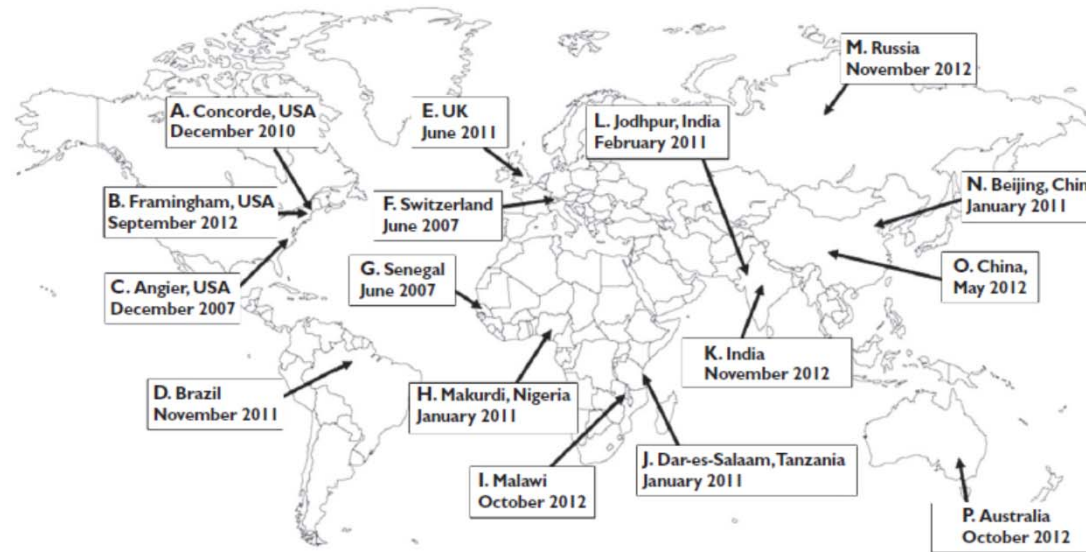 A. Concorde, USA
December 2010
B. Framingham, USA
September 2012
C. Angier, USA
December 2007
D. Brazil
November 2011
E. UK
June 2011
F. Switzerland
June 2007
G. Senegal
June 2007
H. Makurdi, Nigeria
January 2011
I. Malawi
October 2012
J. Dar-es-Salaam, Tanzania
January 2011
K. India
November 2012
L. Jodhpur, India
February 2011
M. Russia
November 2012
N. Beijing, Chin
January 2011
O. China,
May 2012
P. Australia
October 2012